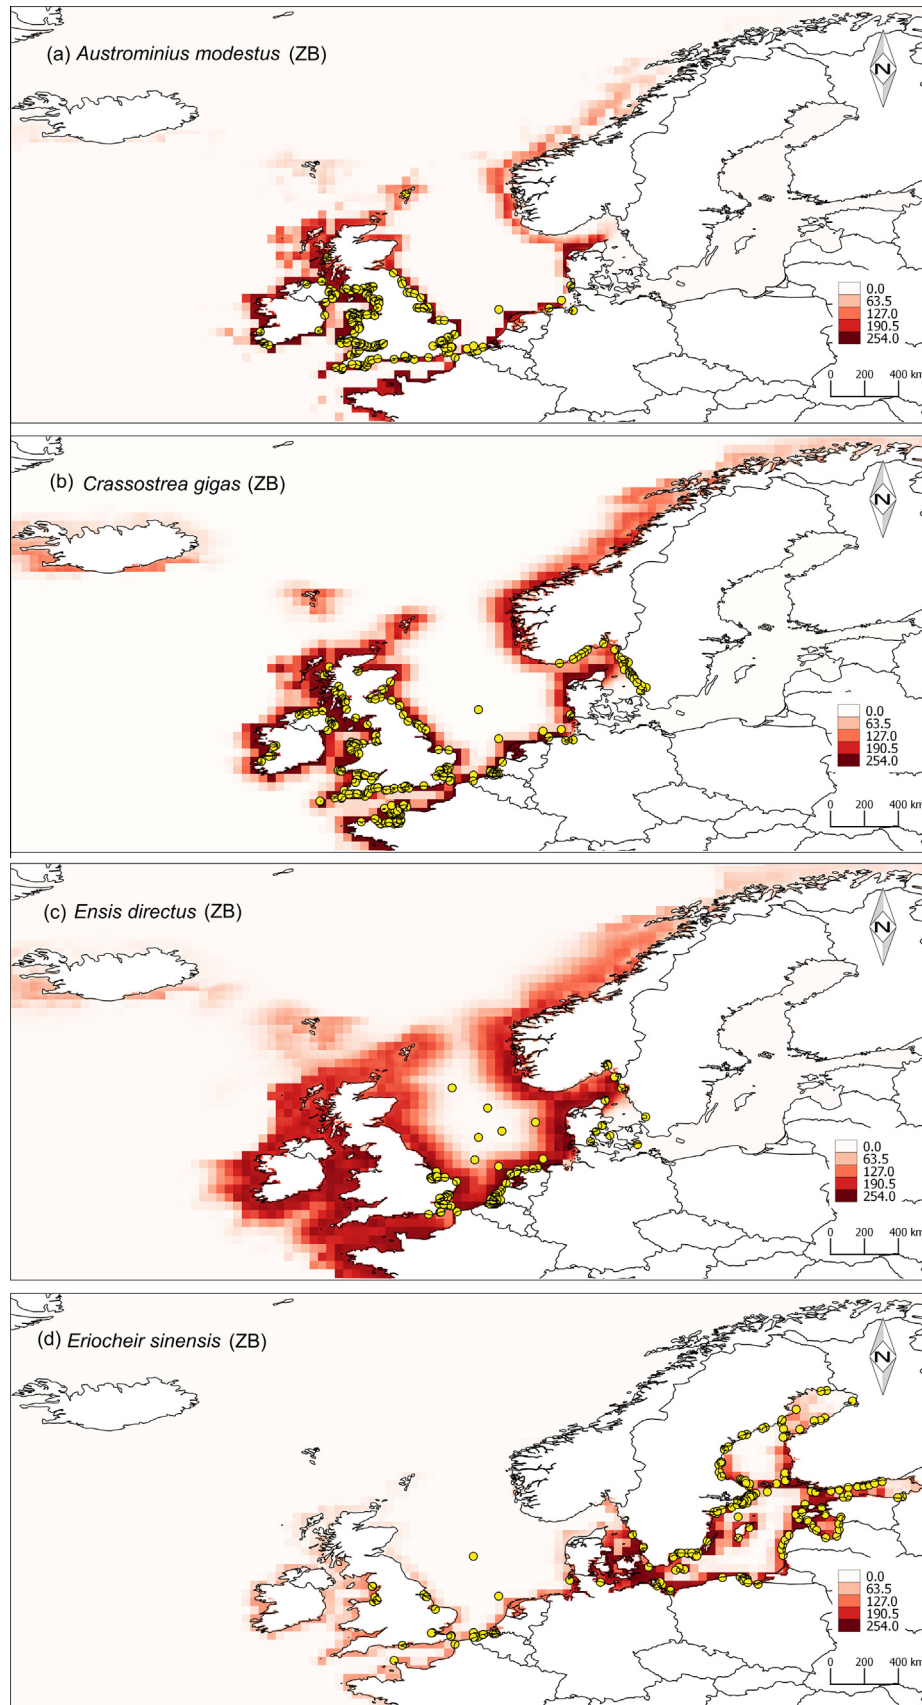 (a) Austrominius modestus (ZB)
N
0.0
63.5
127.0
190.5
254.0
0 200 400 km
(b) Crassostrea gigas (ZB)
N
0.0
63.5
127.0
190.5
254.0
0 200 400 km
(c) Ensis directus (ZB)
N
0.0
63.5
127.0
190.5
254.0
0 200 400 km
(d) Eriocheir sinensis (ZB)
N
0.0
63.5
127.0
190.5
254.0
0 200 400 km